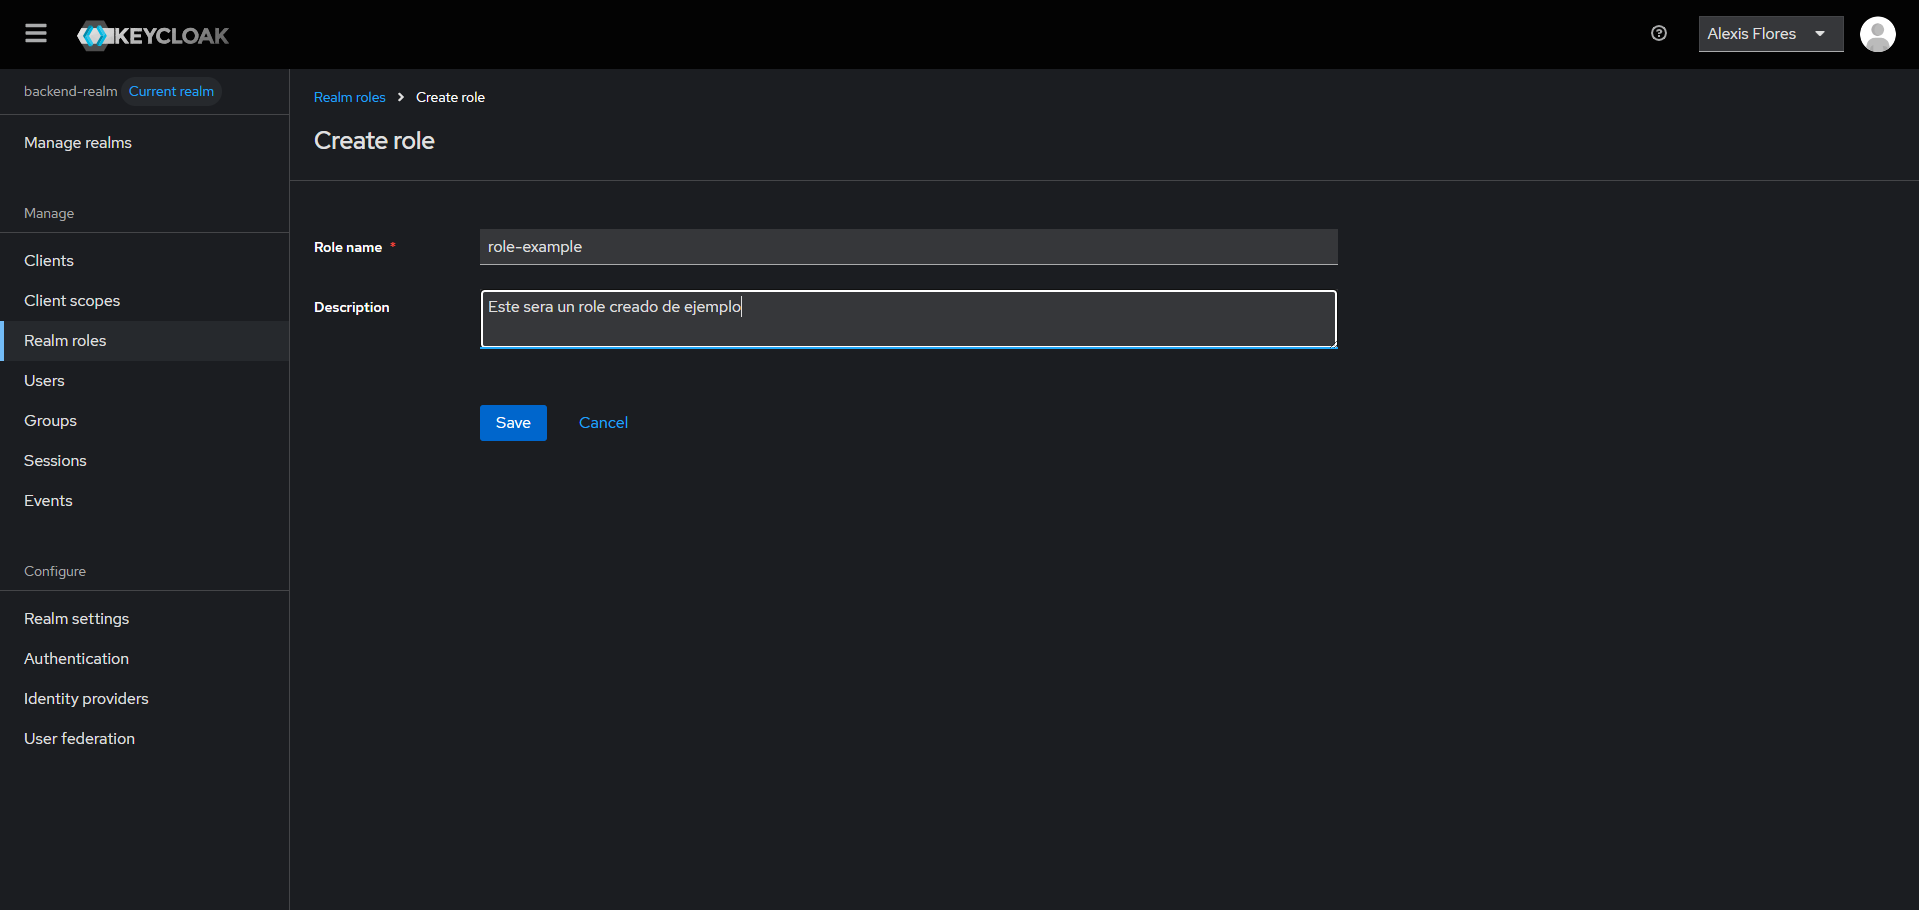 KEYCLOAK
Alexis Flores
backend-realm Current realm
Manage realms
Manage
Clients
Client scopes
Realm roles
Users
Groups
Sessions
Events
Configure
Realm settings
Authentication
Identity providers
User federation
Realm roles > Create role
Create role
Role name *
role-example
Description
Este sera un role creado de ejemplo
Save
Cancel